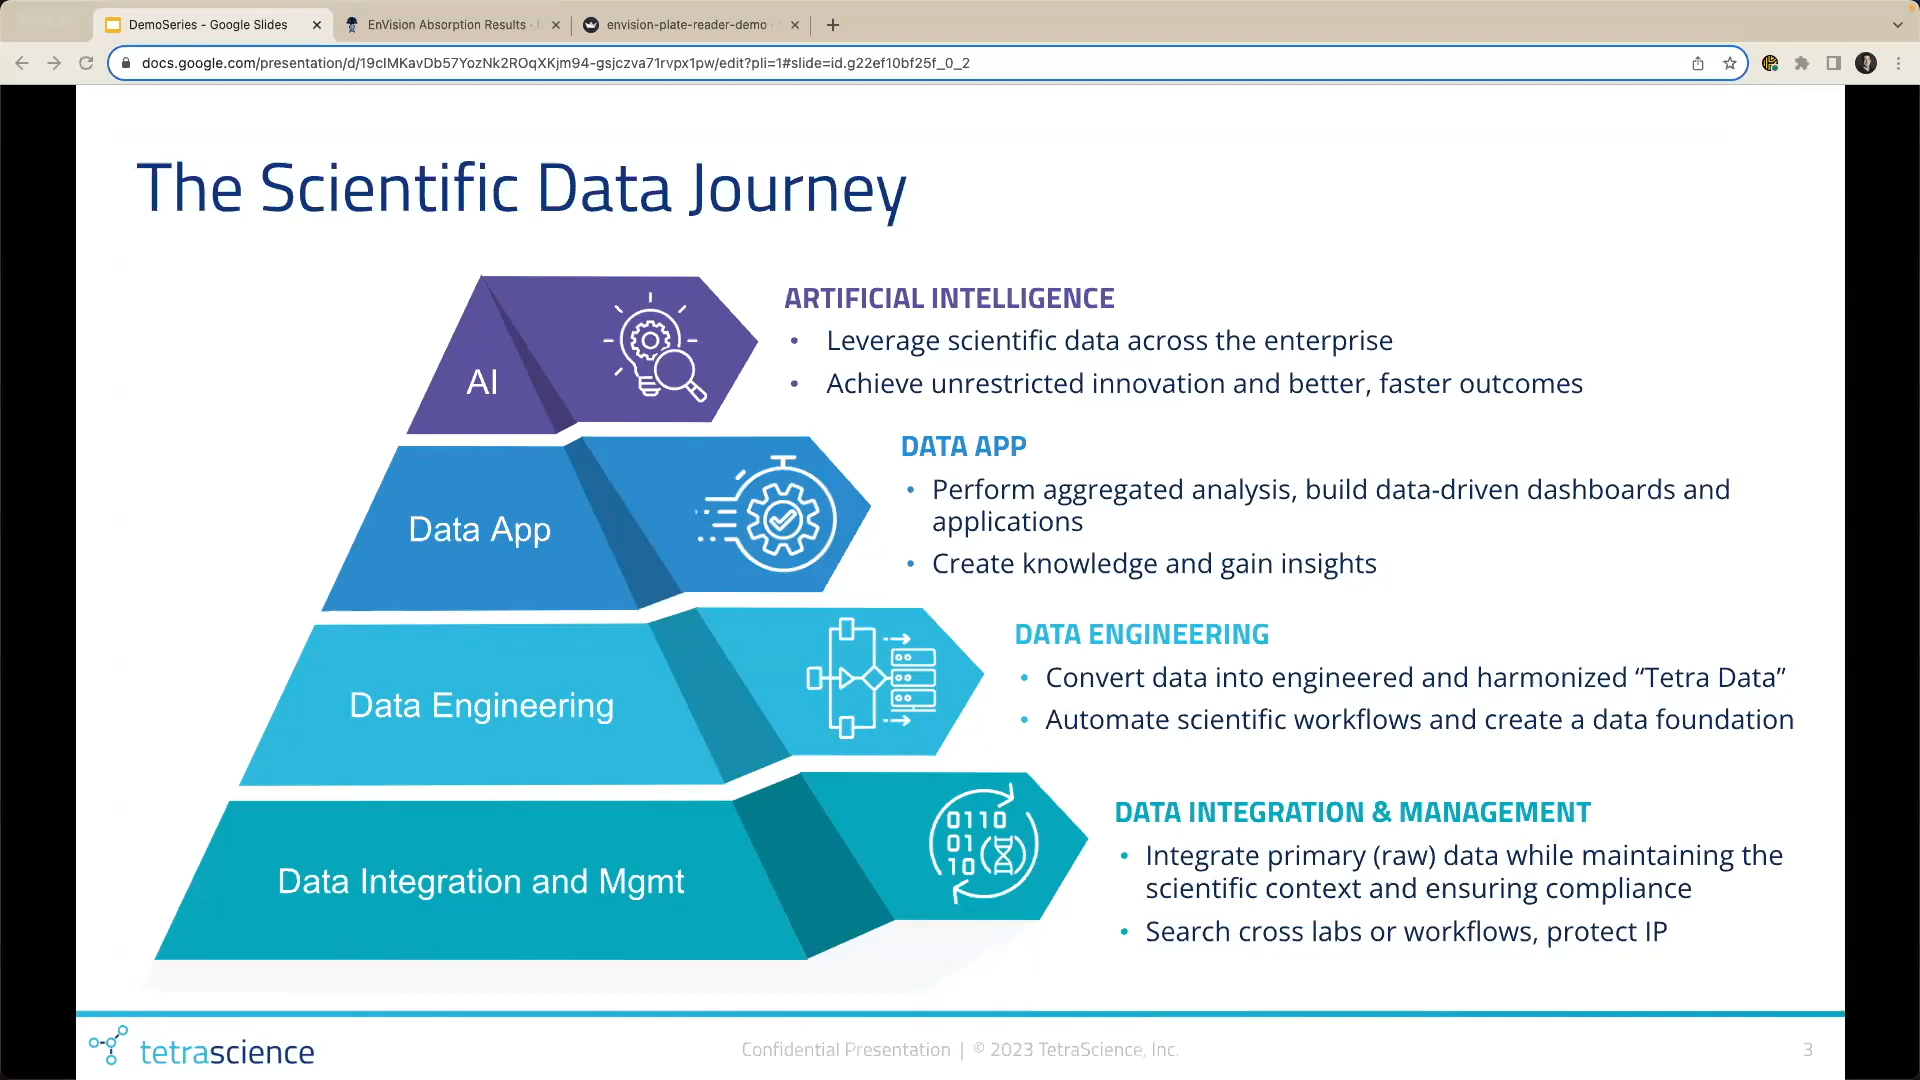 DemoSeries - Google Slides
EnVision Absorption Results -
envision-plate-reader-demo -
docs.google.com/presentation/d/19cIMKavDb57YozNk2ROqXKjm94-gsjczva71rvpx1pw/edit?pli=1#slide=id.g22ef10bf25f_0_2
The Scientific Data Journey
AI
ARTIFICIAL INTELLIGENCE
• Leverage scientific data across the enterprise
• Achieve unrestricted innovation and better, faster outcomes
Data App
DATA APP
• Perform aggregated analysis, build data-driven dashboards and
applications
• Create knowledge and gain insights
Data Engineering
DATA ENGINEERING
• Convert data into engineered and harmonized “Tetra Data”
• Automate scientific workflows and create a data foundation
Data Integration and Mgmt
0110
01
10
DATA INTEGRATION & MANAGEMENT
• Integrate primary (raw) data while maintaining the
scientific context and ensuring compliance
• Search cross labs or workflows, protect IP
tetrascience
Confidential Presentation | © 2023 TetraScience, Inc.
3